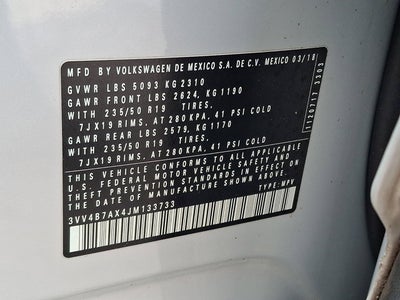 MFD BY VOLKSWAGEN DE MEXICO S.A. DE C.V. MEXICO 03/18
GVWR LBS 5093 KG 2310
GAWR FRONT LBS 2624, KG 1190
WITH 235/50 R19 TIRES.
7JX19 RIMS, AT 280 KPA, 41 PSI COLD
GAWR REAR LBS 2579, KG 1170
WITH 235/50 R19 TIRES.
7JX19 RIMS, AT 280 KPA, 41 PSI COLD
THIS VEHICLE CONFORMS TO ALL APPLICABLE
U.S. FEDERAL MOTOR VEHICLE SAFETY AND
THEFT PREVENTION STANDARDS IN EFFECT ON
THE DATE OF MANUFACTURE SHOWN ABOVE.
3VV4B7AX4JM133733 TYPE: MPV
1120717 3303